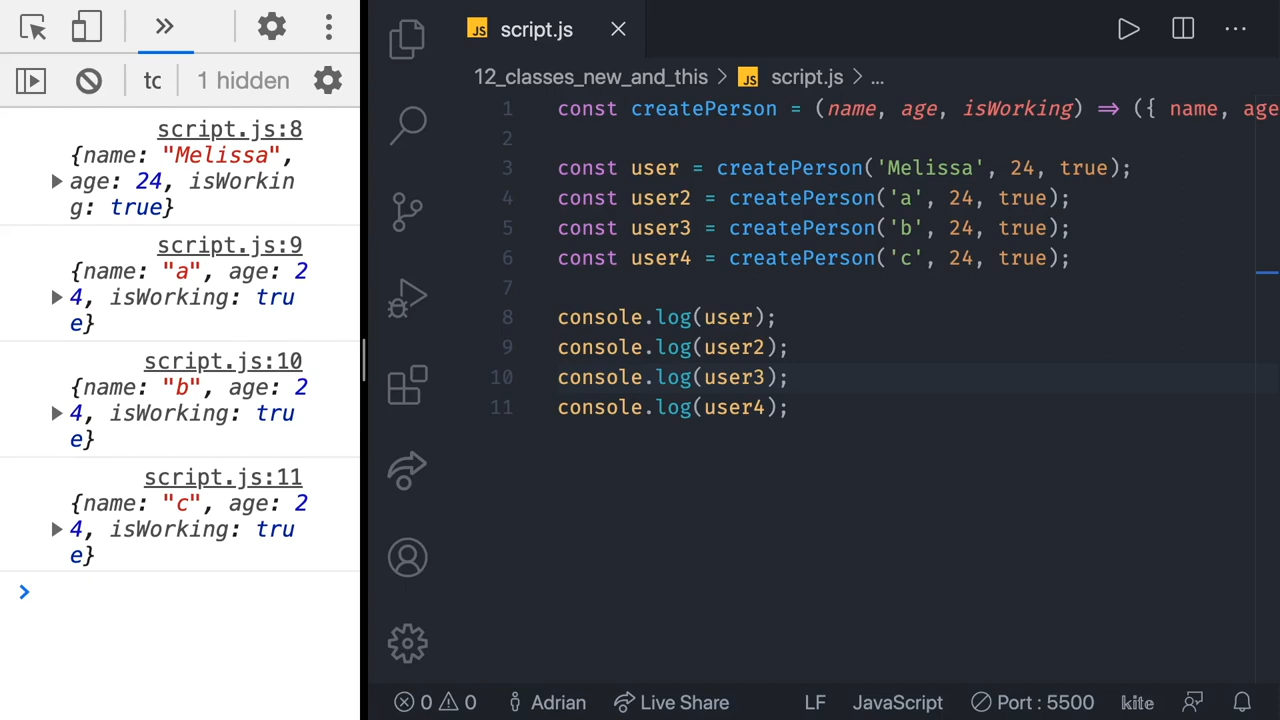 tc
1 hidden
script.js:8
{name: "Melissa",
age: 24, isWorkin
g: true}
script.js:9
{name: "a", age: 2
4, isWorking: tru
e}
script.js:10
{name: "b", age: 2
4, isWorking: tru
e}
script.js:11
{name: "c", age: 2
4, isWorking: tru
e}
JS script.js
12_classes_new_and_this > JS script.js > ...
1 const createPerson = (name, age, isWorking) => ({ name, age
2
3 const user = createPerson('Melissa', 24, true);
4 const user2 = createPerson('a', 24, true);
5 const user3 = createPerson('b', 24, true);
6 const user4 = createPerson('c', 24, true);
7
8 console.log(user);
9 console.log(user2);
10 console.log(user3);
11 console.log(user4);
0 0 Adrian Live Share LF JavaScript Port : 5500 kite